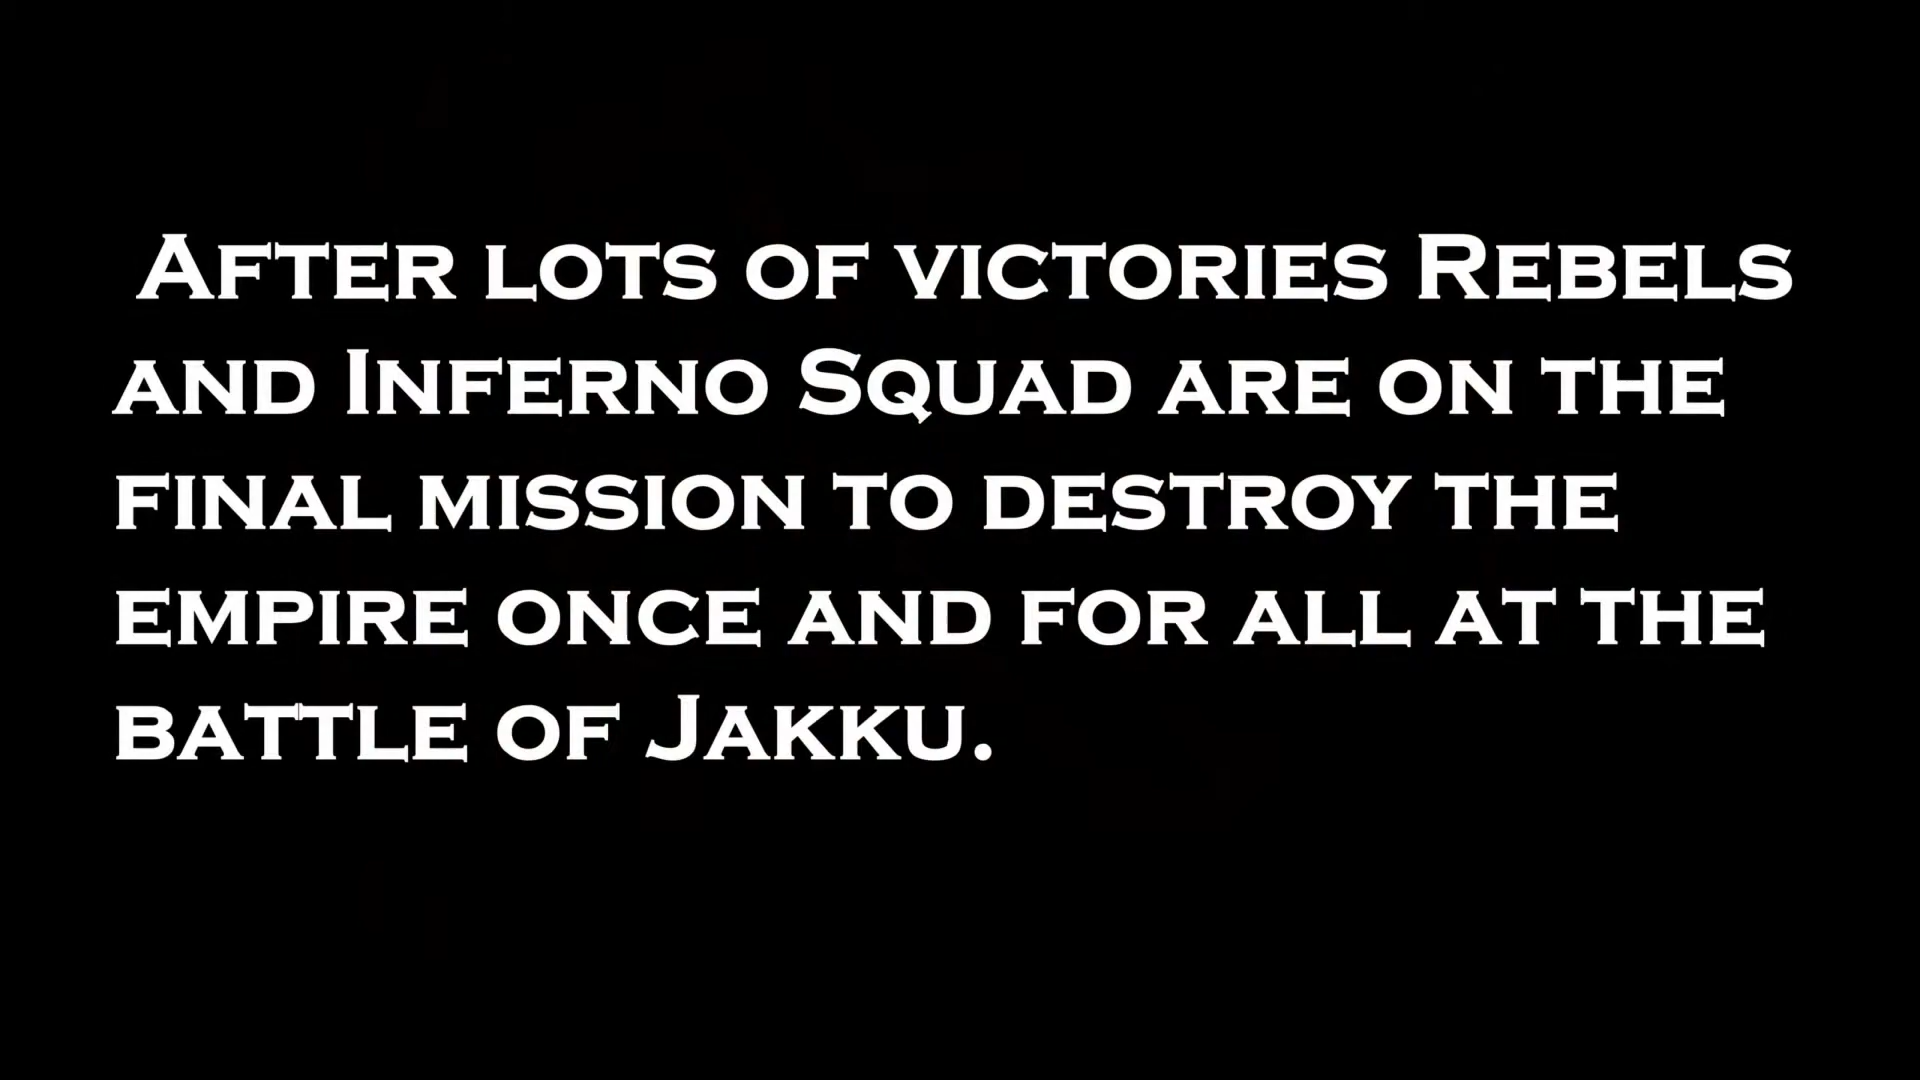 After lots of victories Rebels
and Inferno Squad are on the
final mission to destroy the
empire once and for all at the
battle of Jakku.